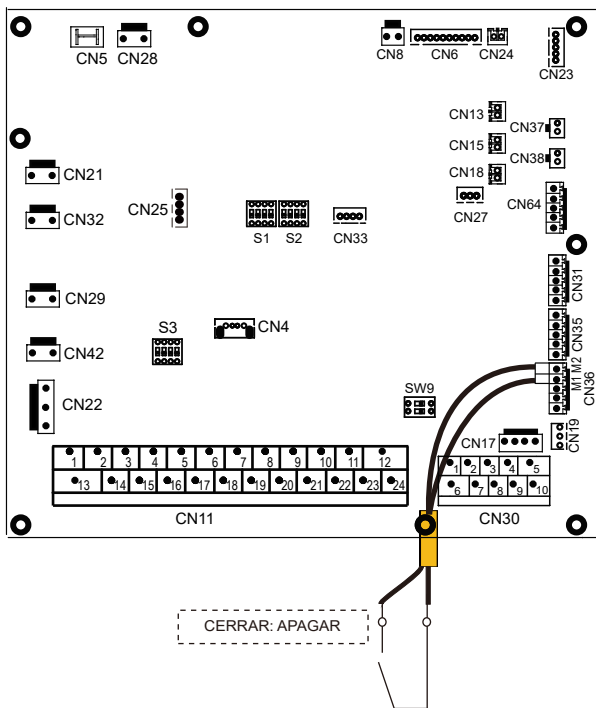 CN5
CN28
CN8
CN6
CN24
CN23
CN13
CN37
CN15
CN38
CN18
CN21
CN25
CN27
CN64
CN32
S1
S2
CN33
CN31
CN29
CN4
CN35
S3
CN42
M1 M2
CN36
CN22
SW9
CN17
CN19
1 2 3 4 5 6 7 8 9 10 11 12
13 14 15 16 17 18 19 20 21 22 23 24
CN11
1 2 3 4 5
6 7 8 9 10
CN30
CERRAR: APAGAR